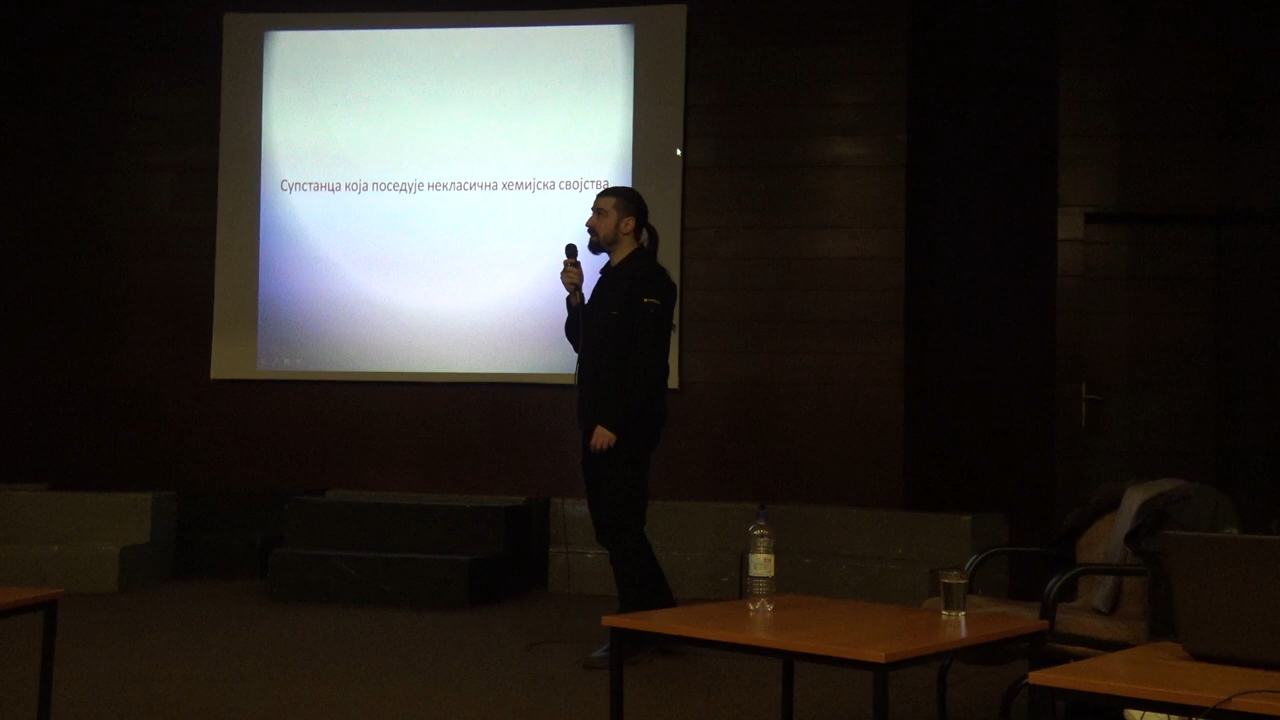 Супстанца која поседује некласична хемијска својства